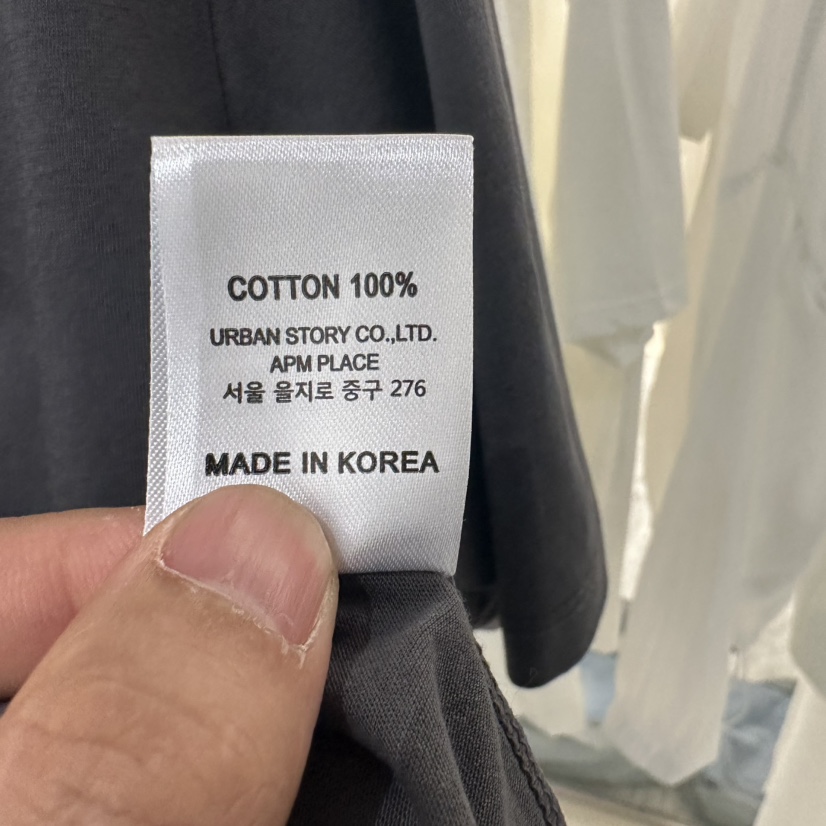 COTTON 100%
URBAN STORY CO.,LTD.
APM PLACE
서울 을지로 중구 276
MADE IN KOREA